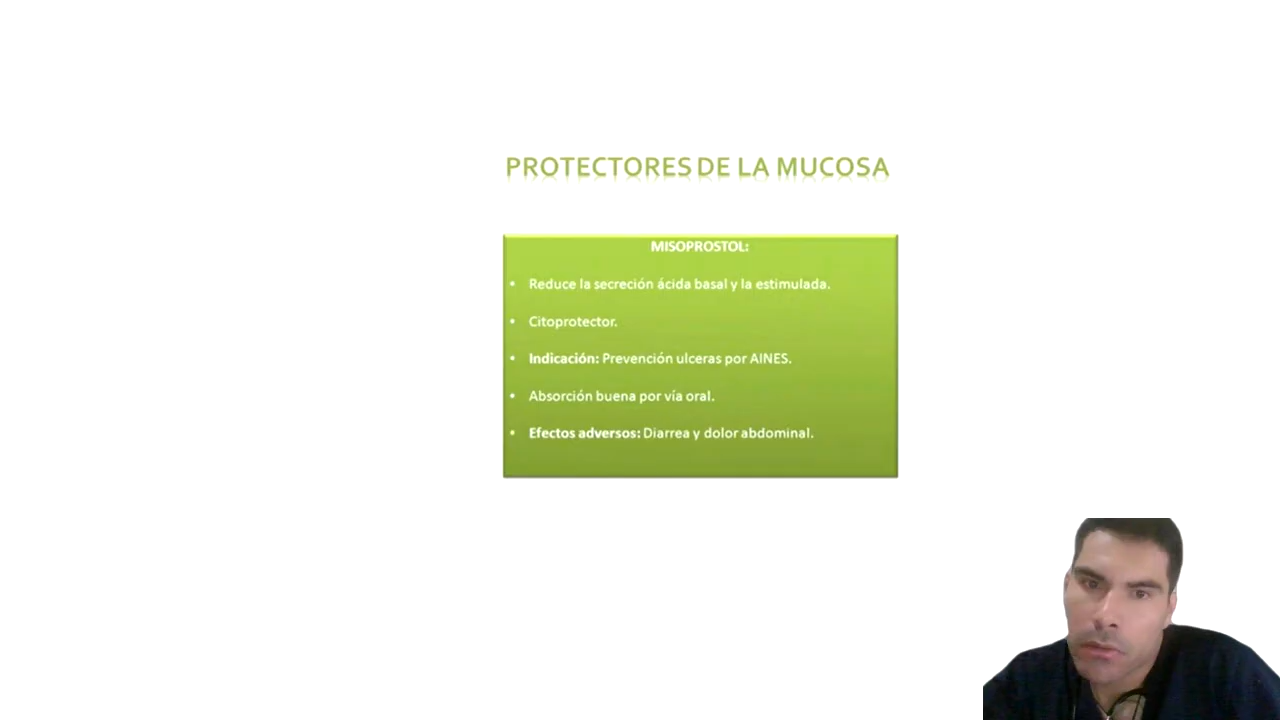 PROTECTORES DE LA MUCOSA
MISOPROSTOL:
• Reduce la secreción ácida basal y la estimulada.
• Citoprotector.
• Indicación: Prevención ulceras por AINES.
• Absorción buena por vía oral.
• Efectos adversos: Diarrea y dolor abdominal.